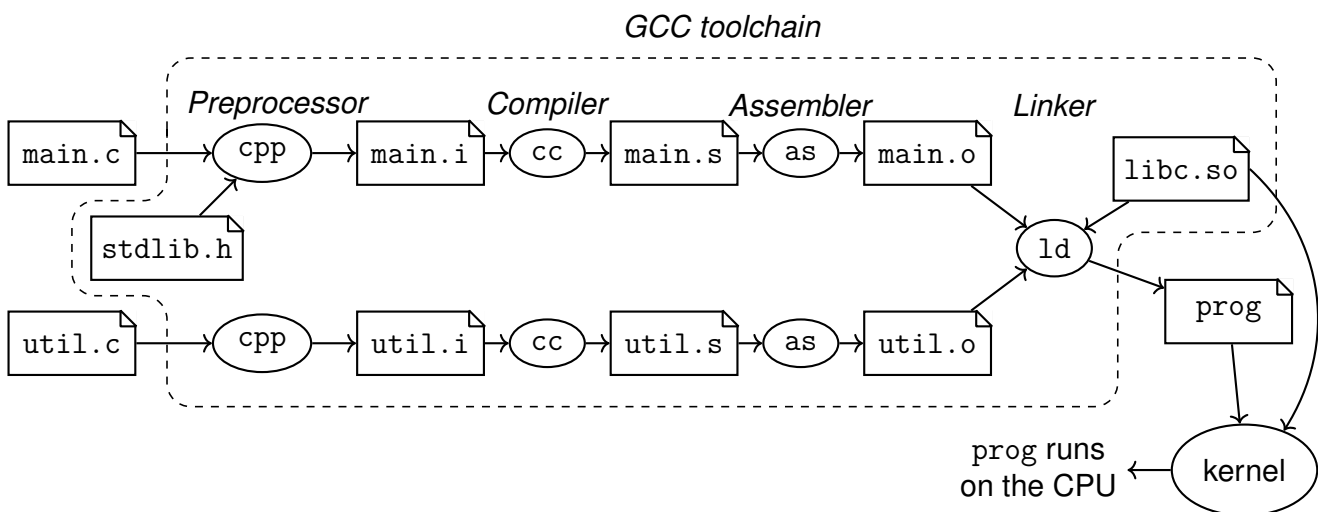 GCC toolchain
Preprocessor Compiler Assembler Linker
main.c cpp main.i cc main.s as main.o libc.so
stdlib.h ld
util.c cpp util.i cc util.s as util.o prog
prog runs
on the CPU
kernel